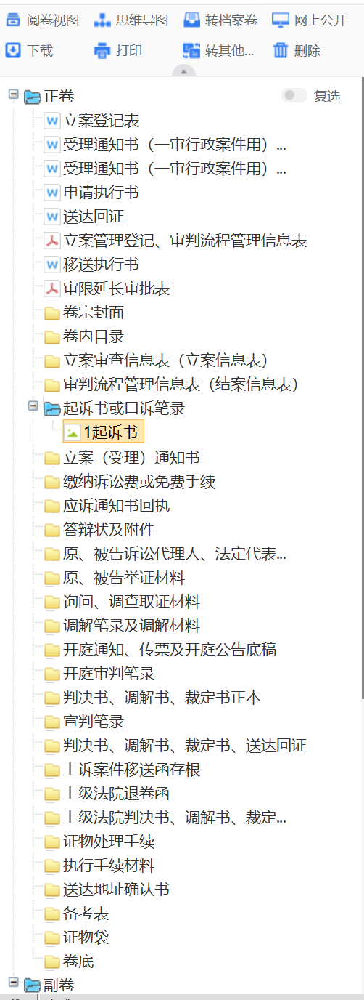 阅卷视图 思维导图 转档案卷 网上公开
下载 打印 转其他... 删除
正卷 复选
立案登记表
受理通知书（一审行政案件用）...
受理通知书（一审行政案件用）...
申请执行书
送达回证
立案管理登记、审判流程管理信息表
移送执行书
审限延长审批表
卷宗封面
卷内目录
立案审查信息表（立案信息表）
审判流程管理信息表（结案信息表）
起诉书或口诉笔录
1起诉书
立案（受理）通知书
缴纳诉讼费或免费手续
应诉通知书回执
答辩状及附件
原、被告诉讼代理人、法定代表...
原、被告举证材料
询问、调查取证材料
调解笔录及调解材料
开庭通知、传票及开庭公告底稿
开庭审判笔录
判决书、调解书、裁定书正本
宣判笔录
判决书、调解书、裁定书、送达回证
上诉案件移送函存根
上级法院退卷函
上级法院判决书、调解书、裁定...
证物处理手续
执行手续材料
送达地址确认书
备考表
证物袋
卷底
副卷